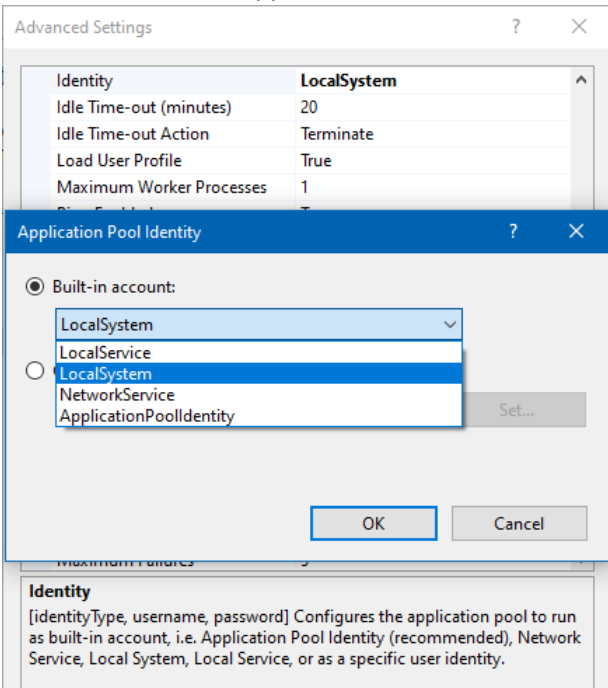 Advanced Settings ? ×
Identity LocalSystem
Idle Time-out (minutes) 20
Idle Time-out Action Terminate
Load User Profile True
Maximum Worker Processes 1
Application Pool Identity ? ×
Built-in account:
LocalSystem
LocalService
LocalSystem
NetworkService
ApplicationPoolIdentity
Set...
OK Cancel
Identity
[identityType, username, password] Configures the application pool to run
as built-in account, i.e. Application Pool Identity (recommended), Network
Service, Local System, Local Service, or as a specific user identity.